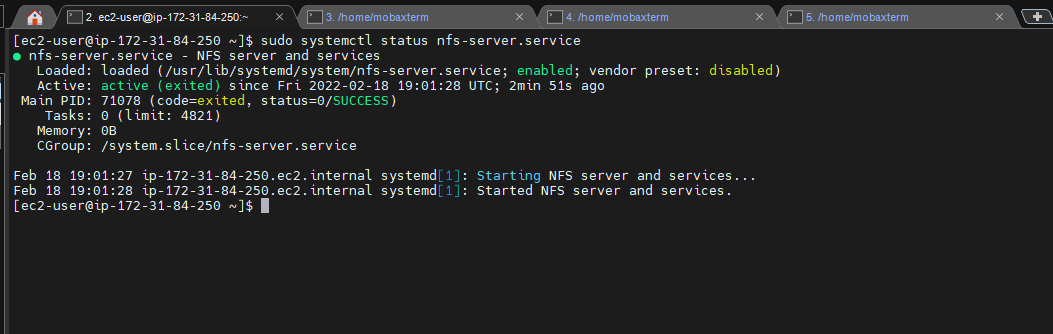 2. ec2-user@ip-172-31-84-250:~
3. /home/mobaxterm
4. /home/mobaxterm
5. /home/mobaxterm
[ec2-user@ip-172-31-84-250 ~]$ sudo systemctl status nfs-server.service
● nfs-server.service - NFS server and services
   Loaded: loaded (/usr/lib/systemd/system/nfs-server.service; enabled; vendor preset: disabled)
   Active: active (exited) since Fri 2022-02-18 19:01:28 UTC; 2min 51s ago
 Main PID: 71078 (code=exited, status=0/SUCCESS)
    Tasks: 0 (limit: 4821)
   Memory: 0B
   CGroup: /system.slice/nfs-server.service

Feb 18 19:01:27 ip-172-31-84-250.ec2.internal systemd[1]: Starting NFS server and services...
Feb 18 19:01:28 ip-172-31-84-250.ec2.internal systemd[1]: Started NFS server and services.
[ec2-user@ip-172-31-84-250 ~]$